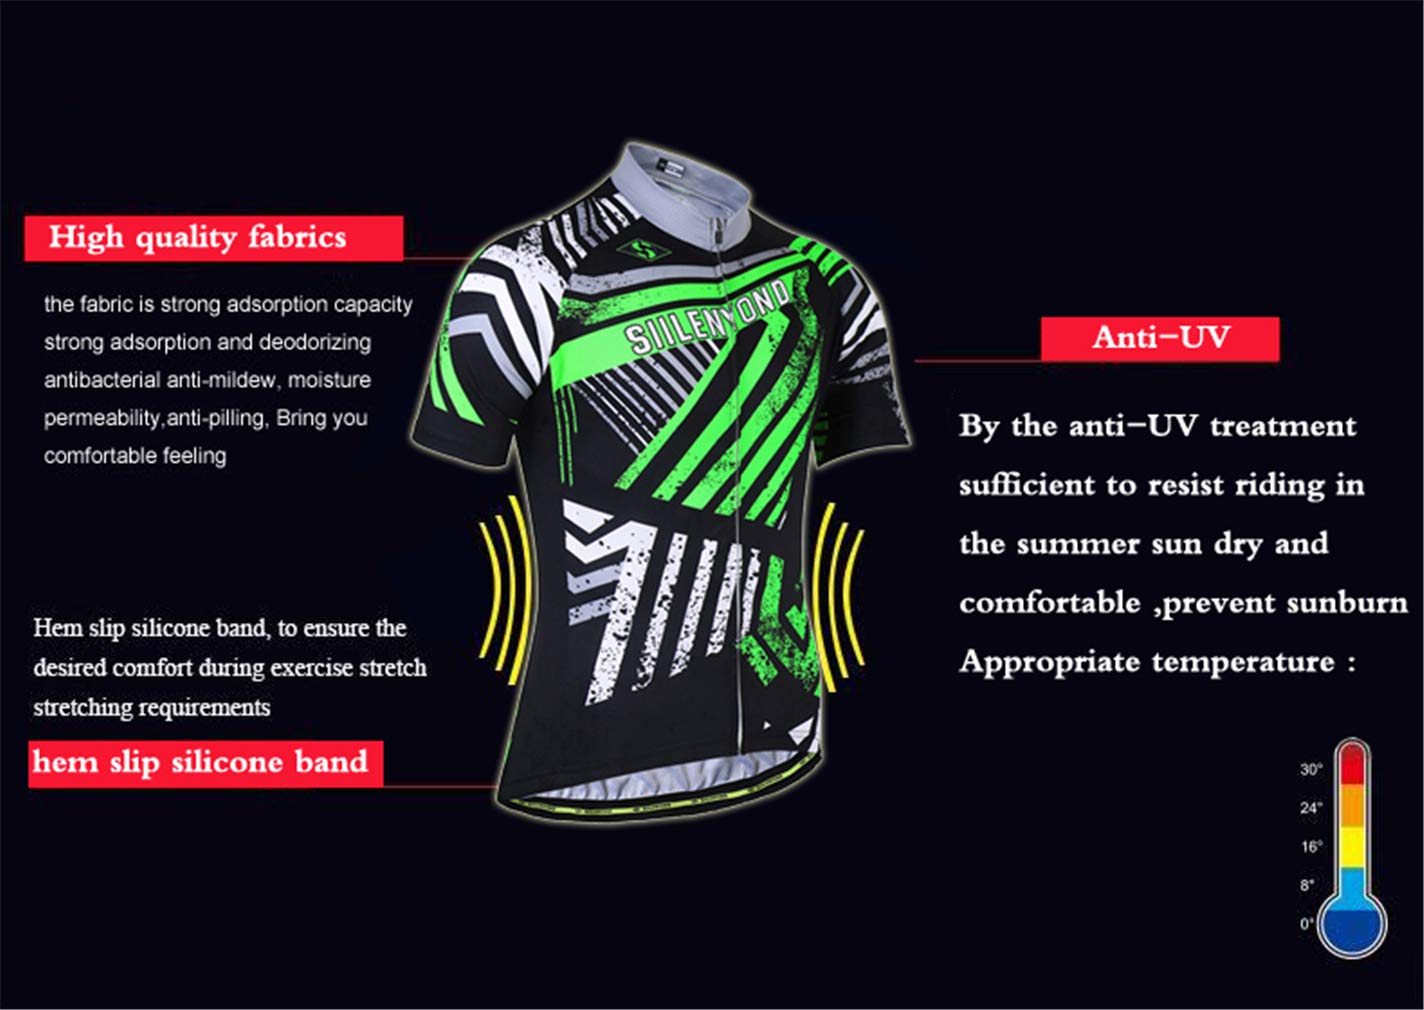 High quality fabrics
the fabric is strong adsorption capacity
strong adsorption and deodorizing
antibacterial anti-mildew, moisture
permeability,anti-pilling, Bring you
comfortable feeling
Hem slip silicone band, to ensure the
desired comfort during exercise stretch
stretching requirements
hem slip silicone band
SIILENYOND
Anti-UV
By the anti-UV treatment
sufficient to resist riding in
the summer sun dry and
comfortable ,prevent sunburn
Appropriate temperature :
30°
24°
16°
8°
0°